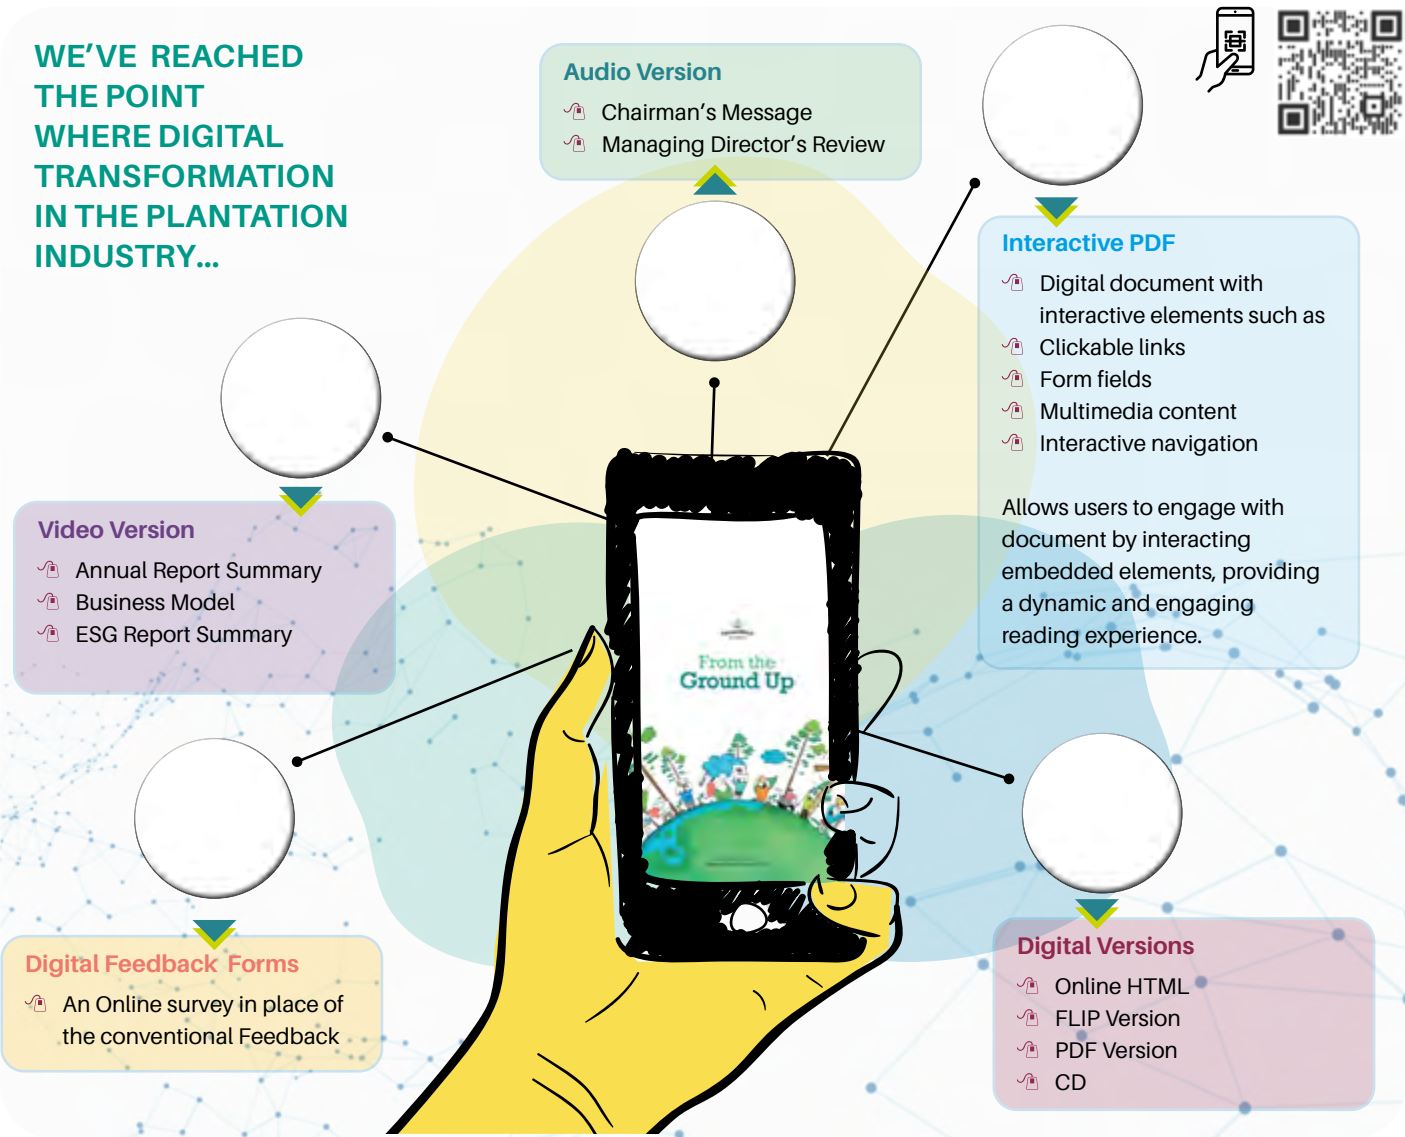 WE’VE REACHED
THE POINT
WHERE DIGITAL
TRANSFORMATION
IN THE PLANTATION
INDUSTRY...
Audio Version
Chairman’s Message
Managing Director’s Review
Interactive PDF
Digital document with
interactive elements such as
Clickable links
Form fields
Multimedia content
Interactive navigation
Allows users to engage with
document by interacting
embedded elements, providing
a dynamic and engaging
reading experience.
Video Version
Annual Report Summary
Business Model
ESG Report Summary
From the
Ground Up
Digital Feedback Forms
An Online survey in place of
the conventional Feedback
Digital Versions
Online HTML
FLIP Version
PDF Version
CD